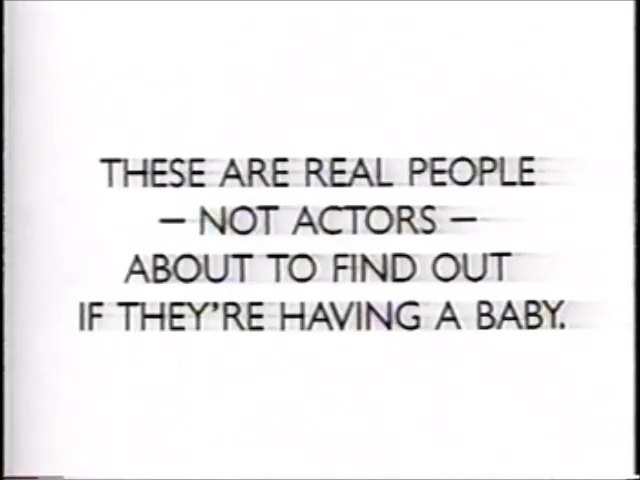 THESE ARE REAL PEOPLE
– NOT ACTORS –
ABOUT TO FIND OUT
IF THEY'RE HAVING A BABY.